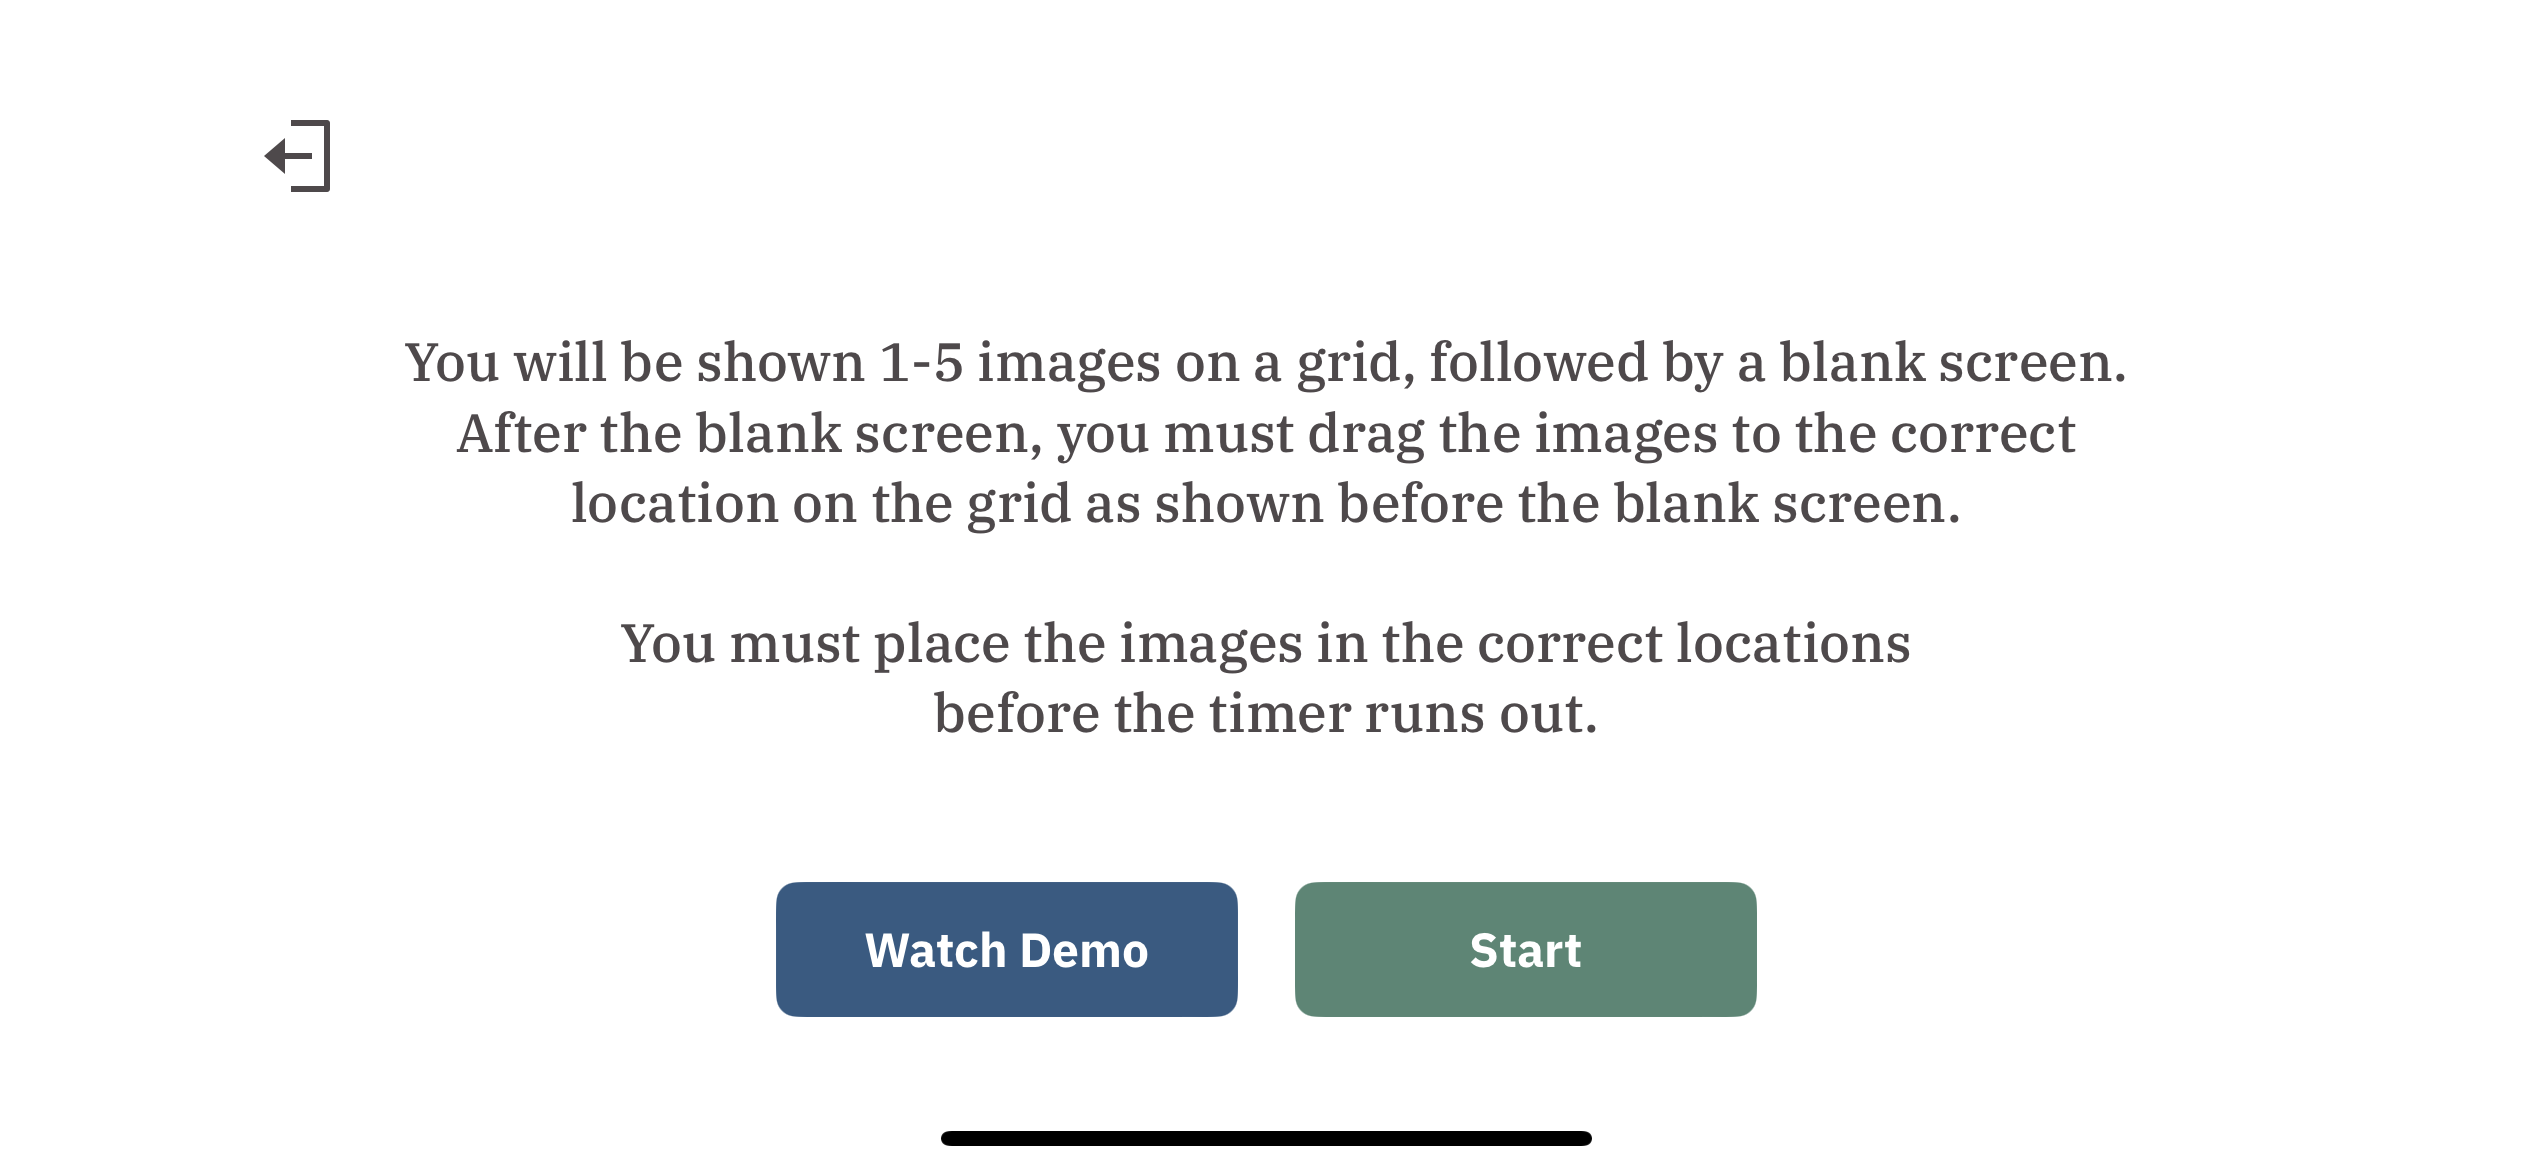 You will be shown 1-5 images on a grid, followed by a blank screen.
After the blank screen, you must drag the images to the correct
location on the grid as shown before the blank screen.
You must place the images in the correct locations
before the timer runs out.
Watch Demo
Start